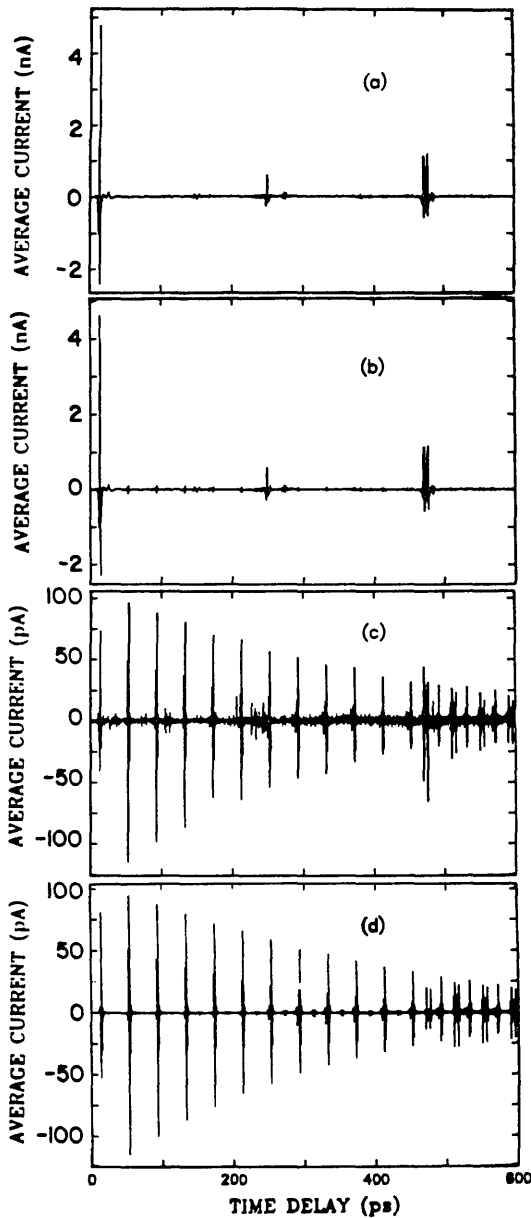 AVERAGE CURRENT (nA)
4
2
0
-2
(a)
AVERAGE CURRENT (nA)
4
2
0
-2
(b)
AVERAGE CURRENT (pA)
100
50
0
-50
-100
(c)
AVERAGE CURRENT (pA)
100
50
0
-50
-100
(d)
0 200 400 600
TIME DELAY (ps)